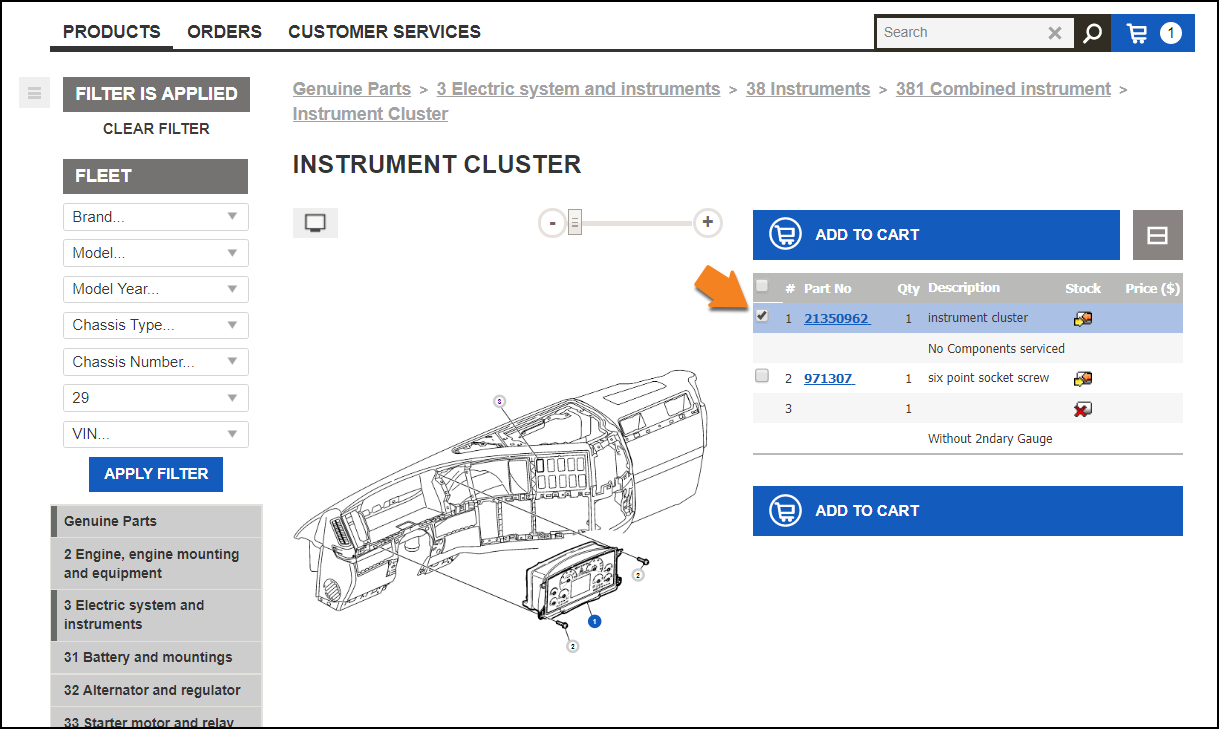 PRODUCTS ORDERS CUSTOMER SERVICES Search 1
FILTER IS APPLIED
CLEAR FILTER
FLEET
Brand...
Model...
Model Year...
Chassis Type...
Chassis Number...
29
VIN...
APPLY FILTER
Genuine Parts
2 Engine, engine mounting
and equipment
3 Electric system and
instruments
31 Battery and mountings
32 Alternator and regulator
33 Starter motor and relay
Genuine Parts > 3 Electric system and instruments > 38 Instruments > 381 Combined instrument >
Instrument Cluster
INSTRUMENT CLUSTER
- +
3
2
1
2
ADD TO CART
# Part No Qty Description Stock Price ($)
1 21350962 1 instrument cluster
No Components serviced
2 971307 1 six point socket screw
3 1
Without 2ndary Gauge
ADD TO CART